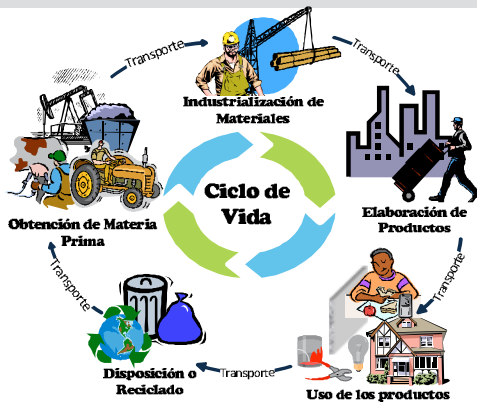 Transporte
Transporte
Industrialización de
Materiales
Ciclo de
Vida
Obtención de Materia
Prima
Elaboración de
Productos
Transporte
Transporte
Disposición o
Reciclado
Transporte
Uso de los productos